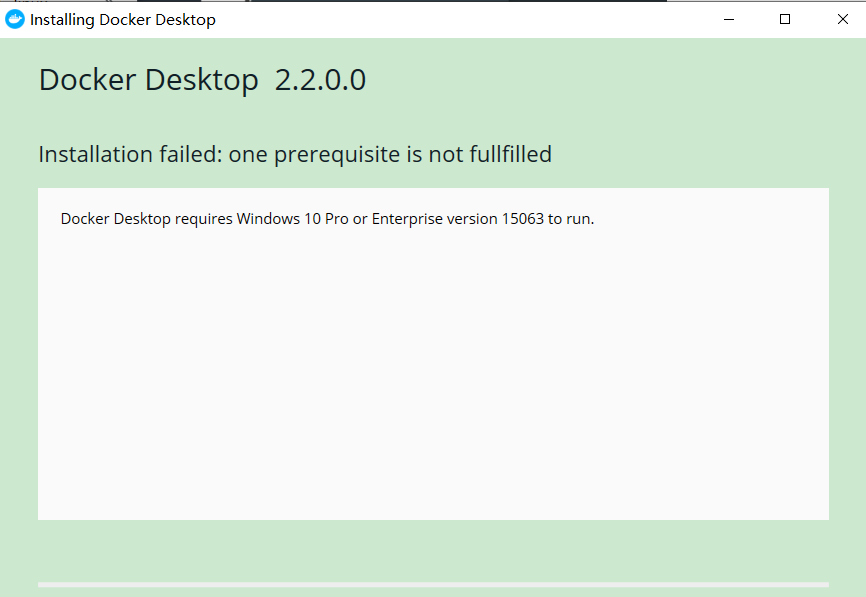 Installing Docker Desktop
Docker Desktop 2.2.0.0
Installation failed: one prerequisite is not fullfilled
Docker Desktop requires Windows 10 Pro or Enterprise version 15063 to run.